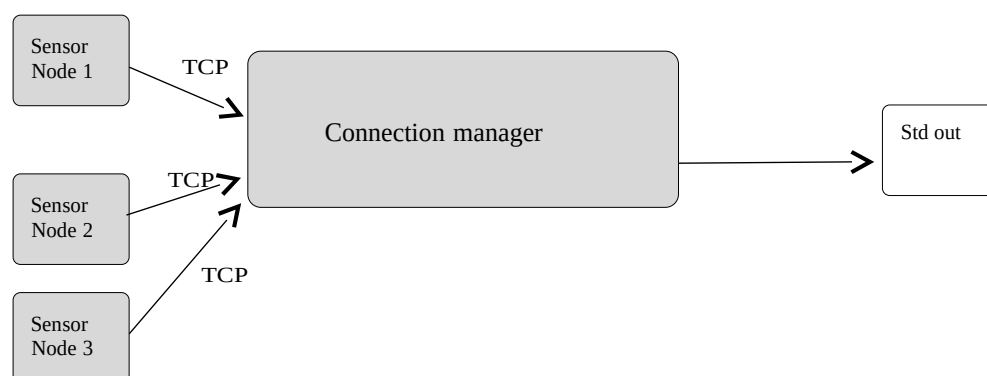 Sensor
Node 1
TCP
Connection manager
Std out
TCP
Sensor
Node 2
TCP
Sensor
Node 3